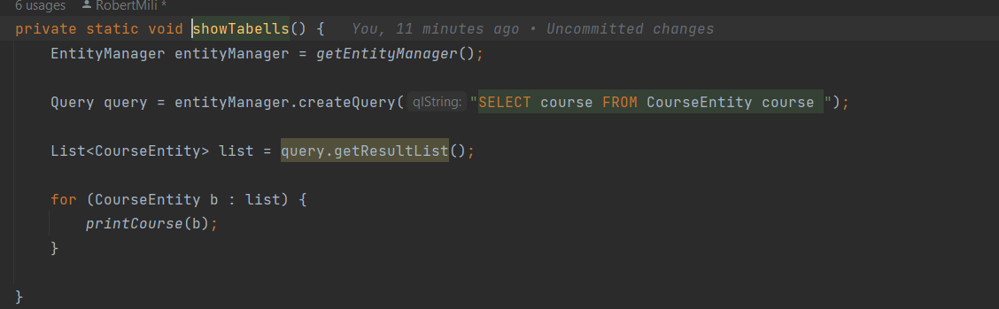 6 usages RobertMili *
private static void showTabells() { You, 11 minutes ago • Uncommitted changes
EntityManager entityManager = getEntityManager();
Query query = entityManager.createQuery( qlString: "SELECT course FROM CourseEntity course ");
List<CourseEntity> list = query.getResultList();
for (CourseEntity b : list) {
printCourse(b);
}
}